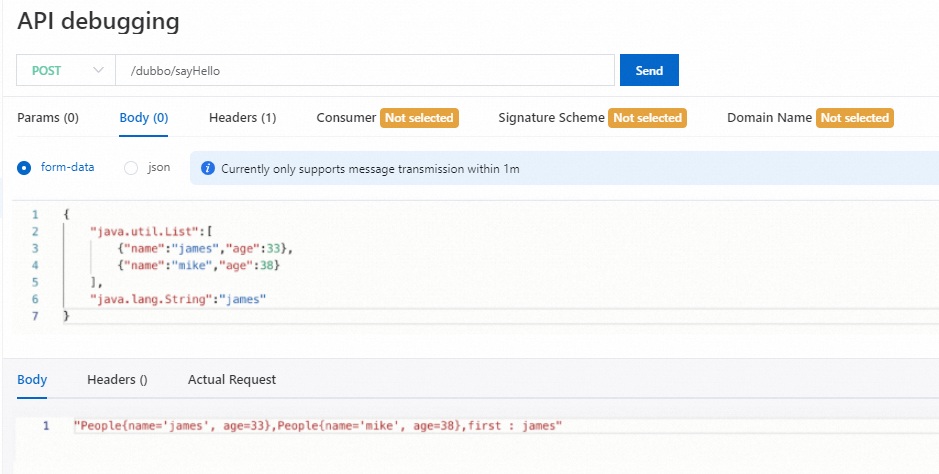 API debugging
POST /dubbo/sayHello Send
Params (0) Body (0) Headers (1) Consumer Not selected Signature Scheme Not selected Domain Name Not selected
form-data json Currently only supports message transmission within 1m
1 {
2 "java.util.List":[
3 {"name":"james","age":33},
4 {"name":"mike","age":38}
5 ],
6 "java.lang.String":"james"
7 }
Body Headers () Actual Request
1 "People{name='james', age=33},People{name='mike', age=38},first : james"